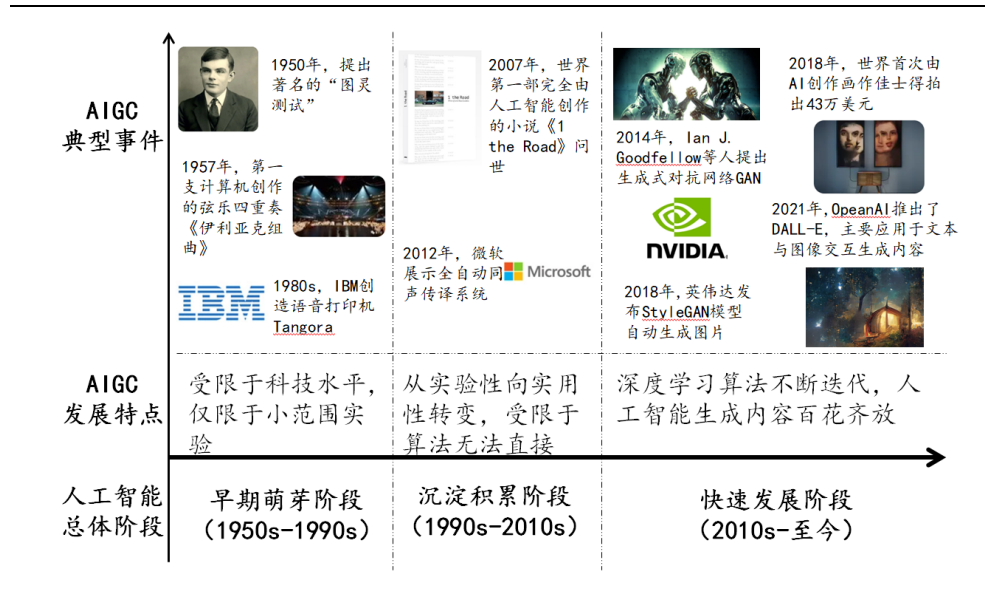 AIGC
典型事件
1950年，提出
著名的“图灵
测试”
1957年，第一
支计算机创作
的弦乐四重奏
《伊利亚克组
曲》
IBM
1980s，IBM创
造语音打印机
Tangora
2007年，世界
第一部完全由
人工智能创作
的小说《1
the Road》问
世
2012年，微软
展示全自动同
声传译系统
Microsoft
2014年，Ian J.
Goodfellow等人提出
生成式对抗网络GAN
NVIDIA.
2018年,英伟达发
布StyleGAN模型
自动生成图片
2018年，世界首次由
AI创作画作佳士得拍
出43万美元
2021年,OpeanAI推出了
DALL-E，主要应用于文本
与图像交互生成内容
AIGC
发展特点
受限于科技水平，
仅限于小范围实
验
从实验性向实用
性转变，受限于
算法无法直接
深度学习算法不断迭代，人
工智能生成内容百花齐放
人工智能
总体阶段
早期萌芽阶段
（1950s-1990s）
沉淀积累阶段
（1990s-2010s）
快速发展阶段
（2010s-至今）